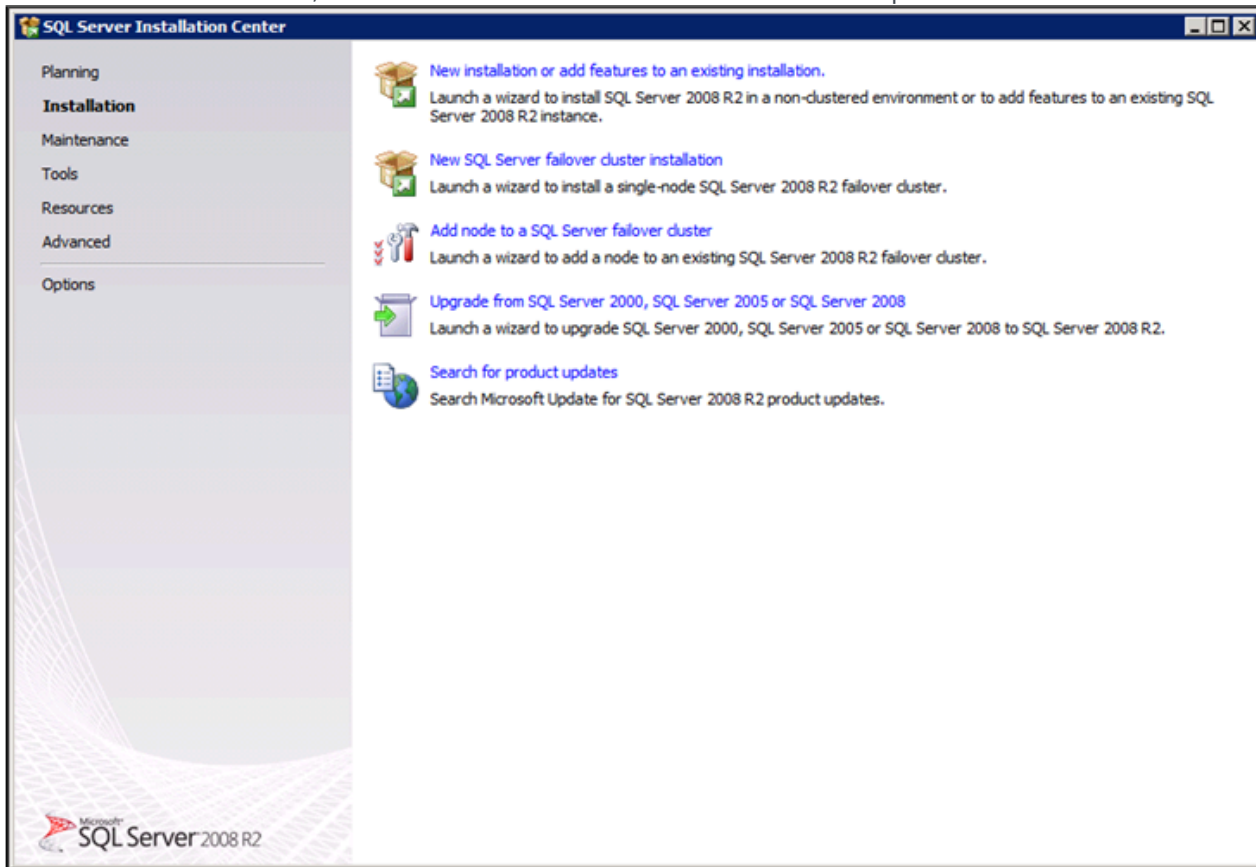 SQL Server Installation Center
Planning
Installation
Maintenance
Tools
Resources
Advanced
Options
New installation or add features to an existing installation.
Launch a wizard to install SQL Server 2008 R2 in a non-clustered environment or to add features to an existing SQL
Server 2008 R2 instance.
New SQL Server failover cluster installation
Launch a wizard to install a single-node SQL Server 2008 R2 failover cluster.
Add node to a SQL Server failover cluster
Launch a wizard to add a node to an existing SQL Server 2008 R2 failover cluster.
Upgrade from SQL Server 2000, SQL Server 2005 or SQL Server 2008
Launch a wizard to upgrade SQL Server 2000, SQL Server 2005 or SQL Server 2008 to SQL Server 2008 R2.
Search for product updates
Search Microsoft Update for SQL Server 2008 R2 product updates.
Microsoft
SQL Server 2008 R2